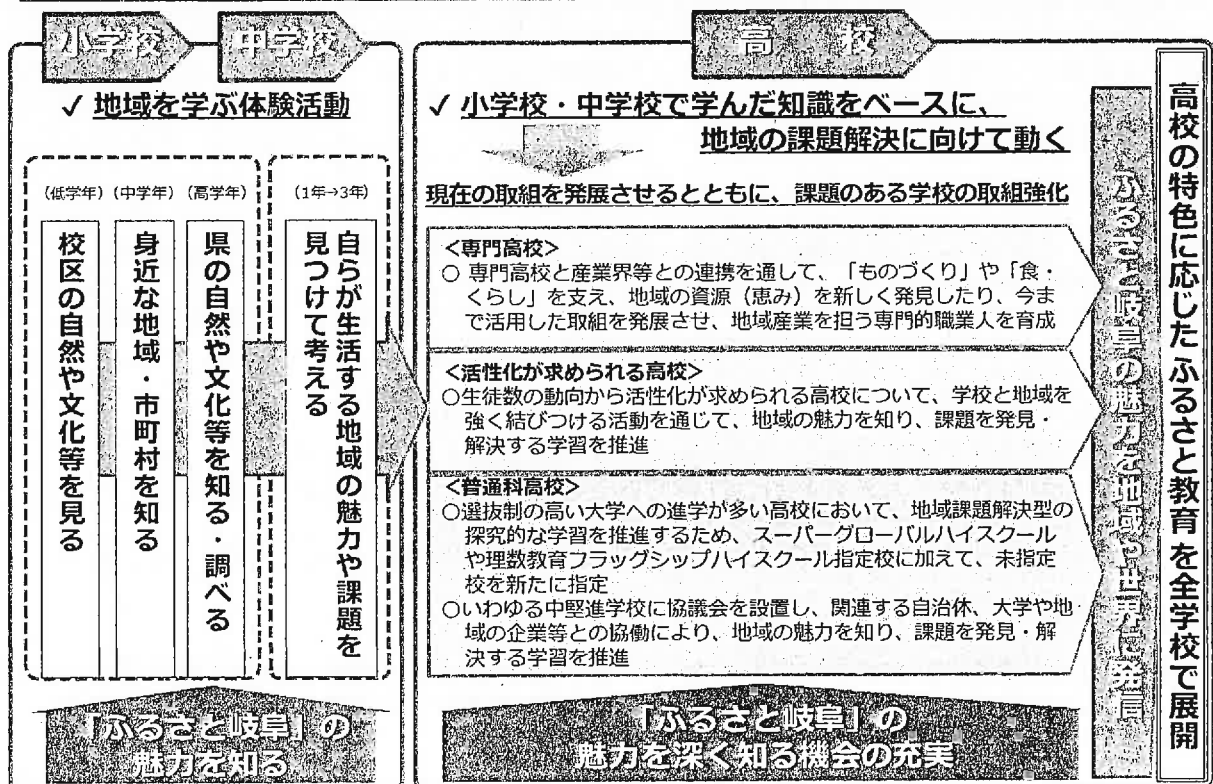 小学校
中学校
✓ 地域を学ぶ体験活動
(低学年)
校区の自然や文化等を見る
(中学年)
身近な地域・市町村を知る
(高学年)
県の自然や文化等を知る・調べる
(1年→3年)
自らが生活する地域の魅力や課題を
見つけて考える
「ふるさと岐阜」の
魅力を知る
高 校
✓ 小学校・中学校で学んだ知識をベースに、
地域の課題解決に向けて動く
現在の取組を発展させるとともに、課題のある学校の取組強化
<専門高校>
○ 専門高校と産業界等との連携を通して、「ものづくり」や「食・
くらし」を支え、地域の資源（恵み）を新しく発見したり、今ま
で活用した取組を発展させ、地域産業を担う専門的職業人を育成
<活性化が求められる高校>
○生徒数の動向から活性化が求められる高校について、学校と地域を
強く結びつける活動を通じて、地域の魅力を知り、課題を発見・
解決する学習を推進
<普通科高校>
○選抜制の高い大学への進学が多い高校において、地域課題解決型の
探究的な学習を推進するため、スーパーグローバルハイスクール
や理数教育フラッグシップハイスクール指定校に加えて、未指定
校を新たに指定
○いわゆる中堅進学校に協議会を設置し、関連する自治体、大学や地
域の企業等との協働により、地域の魅力を知り、課題を発見・解
決する学習を推進
「ふるさと岐阜」の
魅力を深く知る機会の充実
ふるさと岐阜の魅力を地域や世界に発信
高校の特色に応じた ふるさと教育 を全学校で展開